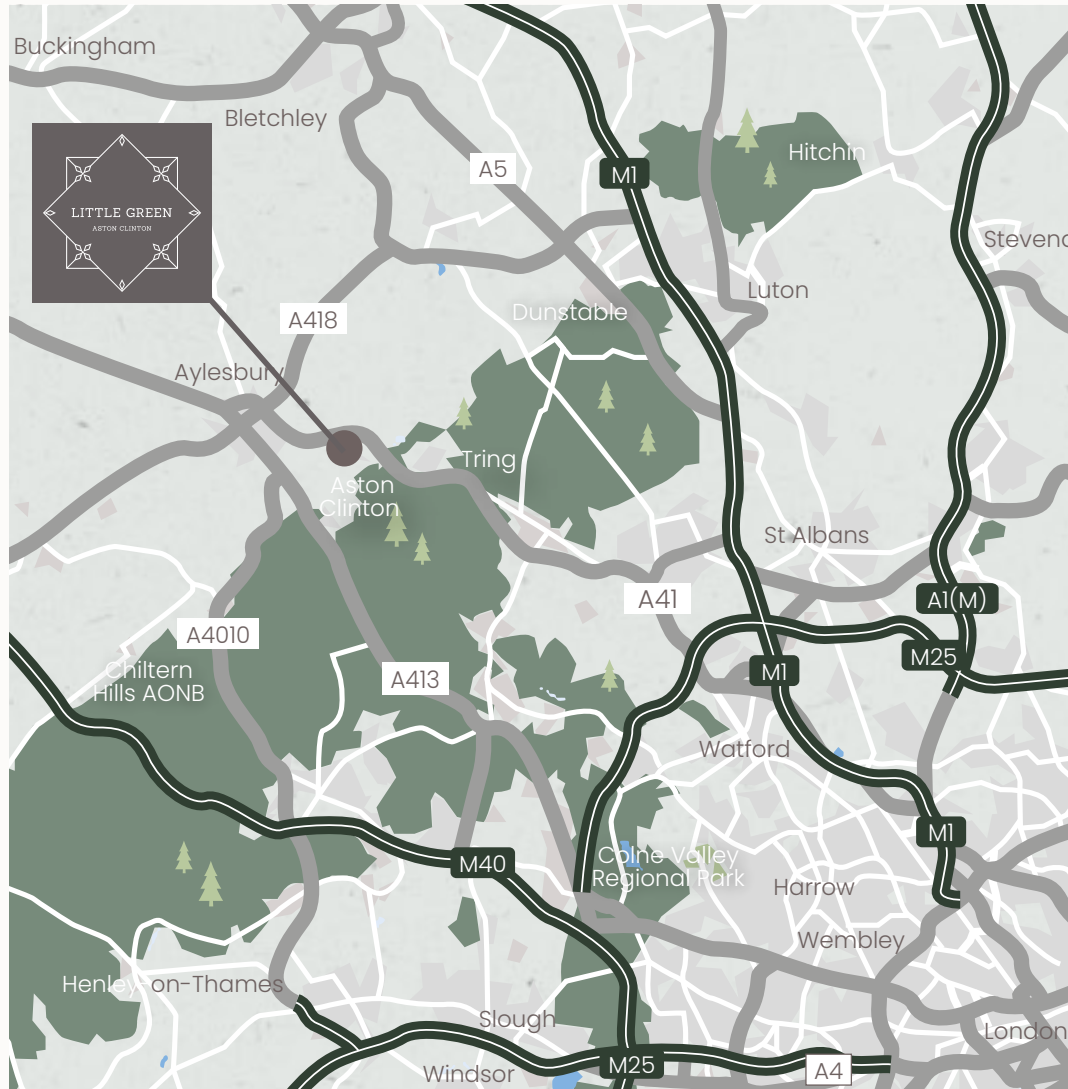 Buckingham
Bletchley
LITTLE GREEN
ASTON CLINTON
A5
M1
Hitchin
Stevenc
Luton
Dunstable
A418
Aylesbury
Tring
Aston
Clinton
St Albans
A41
A1(M)
A4010
M25
Chiltern
Hills AONB
A413
M1
Watford
M1
M40
Colne Valley
Regional Park
Harrow
Wembley
Henley-on-Thames
Slough
London
M25
A4
Windsor